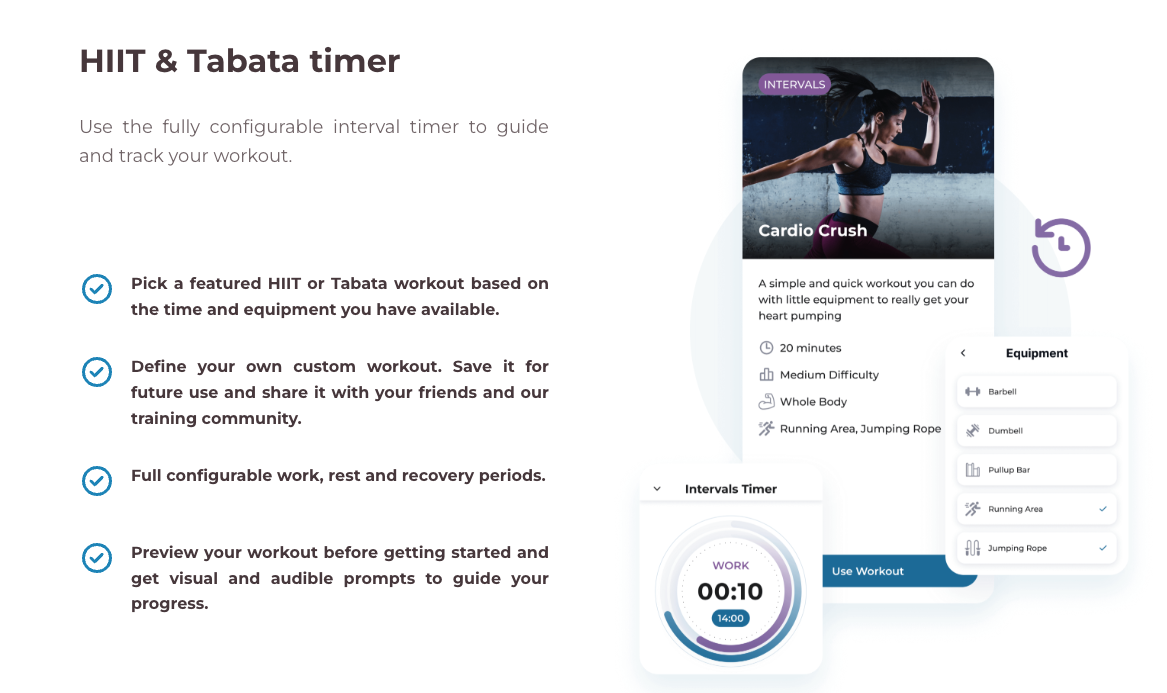 HIIT & Tabata timer
Use the fully configurable interval timer to guide
and track your workout.
Pick a featured HIIT or Tabata workout based on
the time and equipment you have available.
Define your own custom workout. Save it for
future use and share it with your friends and our
training community.
Full configurable work, rest and recovery periods.
Preview your workout before getting started and
get visual and audible prompts to guide your
progress.
INTERVALS
Cardio Crush
A simple and quick workout you can do
with little equipment to really get your
heart pumping
20 minutes
Medium Difficulty
Whole Body
Running Area, Jumping Rope
Use Workout
Equipment
Barbell
Dumbell
Pullup Bar
Running Area
Jumping Rope
Intervals Timer
WORK
00:10
14:00